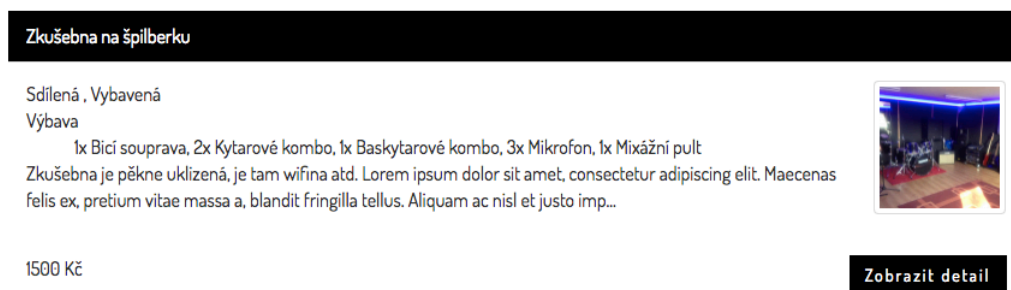 Zkušebna na špilberku
Sdílená , Vybavená
Výbava
1x Bicí souprava, 2x Kytarové kombo, 1x Baskytarové kombo, 3x Mikrofon, 1x Mixážní pult
Zkušebna je pěkne uklizená, je tam wifina atd. Lorem ipsum dolor sit amet, consectetur adipiscing elit. Maecenas
felis ex, pretium vitae massa a, blandit fringilla tellus. Aliquam ac nisl et justo imp...
1500 Kč
Zobrazit detail